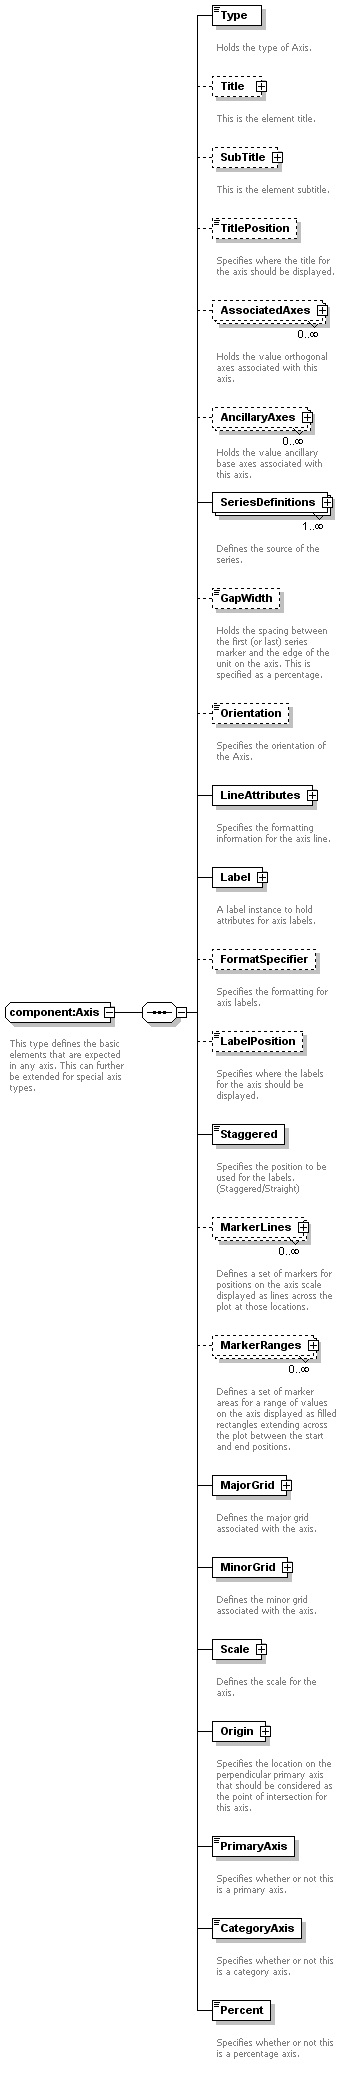 Type
Holds the type of Axis.
Title
This is the element title.
SubTitle
This is the element subtitle.
TitlePosition
Specifies where the title for
the axis should be displayed.
AssociatedAxes
0..∞
Holds the value orthogonal
axes associated with this
axis.
AncillaryAxes
0..∞
Holds the value ancillary
base axes associated with
this axis.
SeriesDefinitions
1..∞
Defines the source of the
series.
GapWidth
Holds the spacing between
the first (or last) series
marker and the edge of the
unit on the axis. This is
specified as a percentage.
Orientation
Specifies the orientation of
the Axis.
LineAttributes
Specifies the formatting
information for the axis line.
Label
A label instance to hold
attributes for axis labels.
FormatSpecifier
Specifies the formatting for
axis labels.
component:Axis
This type defines the basic
elements that are expected
in any axis. This can further
be extended for special axis
types.
LabelPosition
Specifies where the labels
for the axis should be
displayed.
Staggered
Specifies the position to be
used for the labels.
(Staggered/Straight)
MarkerLines
0..∞
Defines a set of markers for
positions on the axis scale
displayed as lines across the
plot at those locations.
MarkerRanges
0..∞
Defines a set of marker
areas for a range of values
on the axis displayed as filled
rectangles extending across
the plot between the start
and end positions.
MajorGrid
Defines the major grid
associated with the axis.
MinorGrid
Defines the minor grid
associated with the axis.
Scale
Defines the scale for the
axis.
Origin
Specifies the location on the
perpendicular primary axis
that should be considered as
the point of intersection for
this axis.
PrimaryAxis
Specifies whether or not this
is a primary axis.
CategoryAxis
Specifies whether or not this
is a category axis.
Percent
Specifies whether or not this
is a percentage axis.